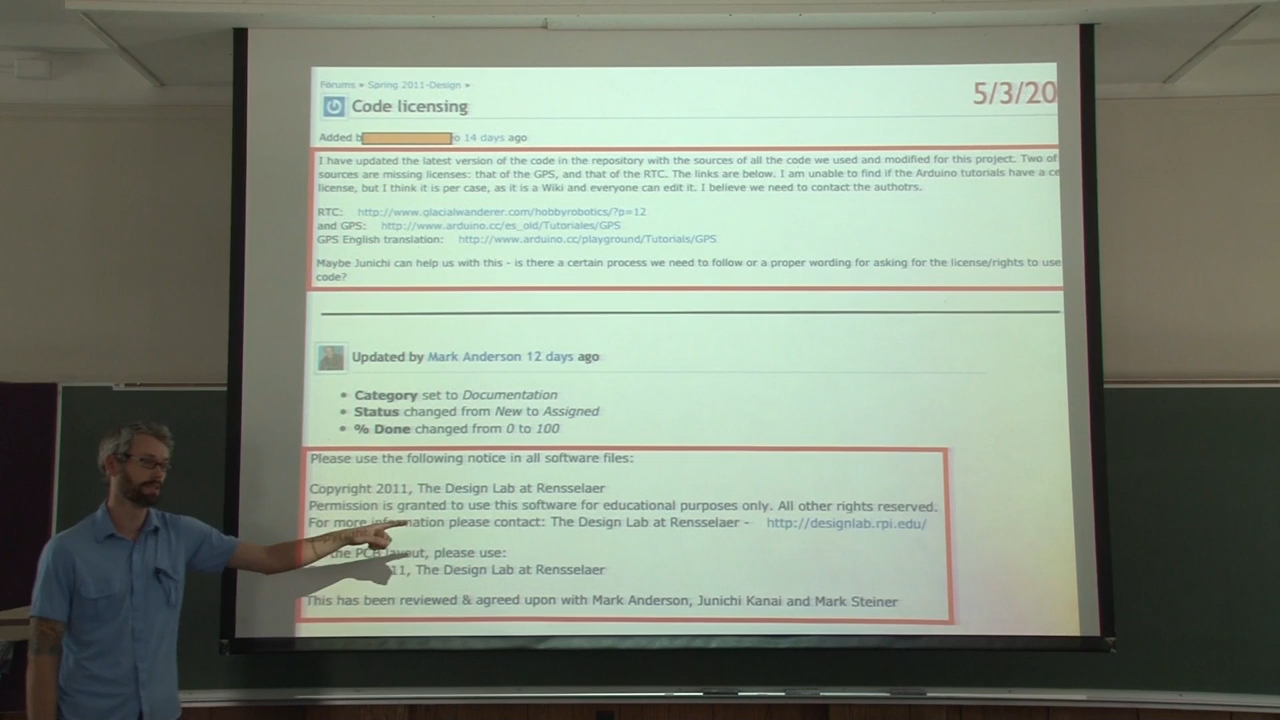 Forums » Spring 2011-Design »
Code licensing
5/3/20
Added b
o 14 days ago
I have updated the latest version of the code in the repository with the sources of all the code we used and modified for this project. Two of
sources are missing licenses: that of the GPS, and that of the RTC. The links are below. I am unable to find if the Arduino tutorials have a ce
license, but I think it is per case, as it is a Wiki and everyone can edit it. I believe we need to contact the authotrs.
RTC: http://www.glacialwanderer.com/hobbyrobotics/?p=12
and GPS: http://www.arduino.cc/es_old/Tutoriales/GPS
GPS English translation: http://www.arduino.cc/playground/Tutorials/GPS
Maybe Junichi can help us with this - is there a certain process we need to follow or a proper wording for asking for the license/rights to use
code?
Updated by Mark Anderson 12 days ago
• Category set to Documentation
• Status changed from New to Assigned
• % Done changed from 0 to 100
Please use the following notice in all software files:
Copyright 2011, The Design Lab at Rensselaer
Permission is granted to use this software for educational purposes only. All other rights reserved.
For more information please contact: The Design Lab at Rensselaer - http://designlab.rpi.edu/
the PCB layout, please use:
11, The Design Lab at Rensselaer
This has been reviewed & agreed upon with Mark Anderson, Junichi Kanai and Mark Steiner